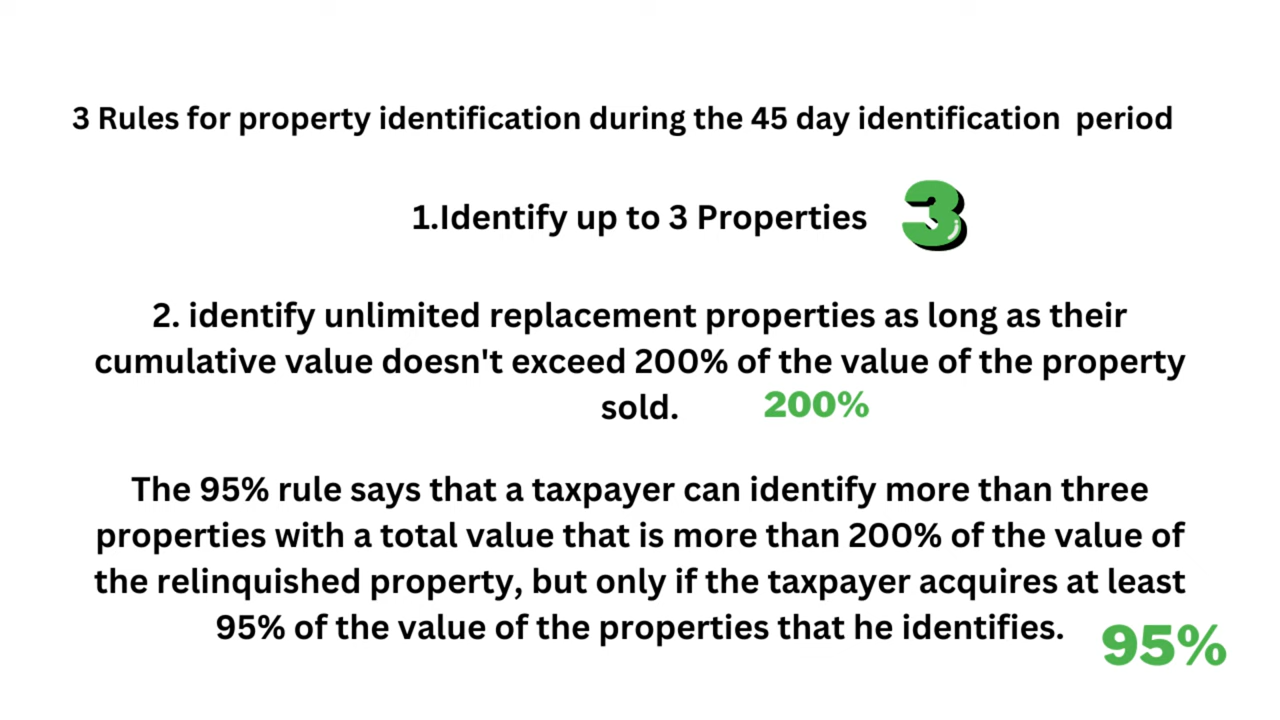 3 Rules for property identification during the 45 day identification  period
1.Identify up to 3 Properties 3
2. identify unlimited replacement properties as long as their
cumulative value doesn't exceed 200% of the value of the property
sold. 200%
The 95% rule says that a taxpayer can identify more than three
properties with a total value that is more than 200% of the value of
the relinquished property, but only if the taxpayer acquires at least
95% of the value of the properties that he identifies.
95%